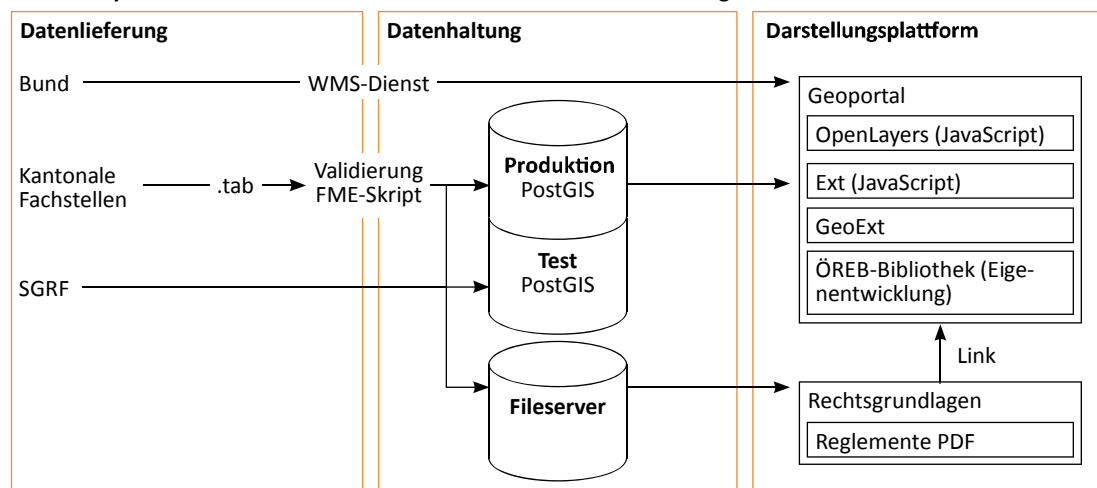 Datenlieferung
Datenhaltung
Darstellungsplattform
Bund
WMS-Dienst
Geoportal
OpenLayers (JavaScript)
Ext (JavaScript)
GeoExt
ÖREB-Bibliothek (Eige-
nentwicklung)
Kantonale
Fachstellen
.tab
Validierung
FME-Skript
Produktion
PostGIS
Test
PostGIS
SGRF
Fileserver
Link
Rechtsgrundlagen
Reglemente PDF